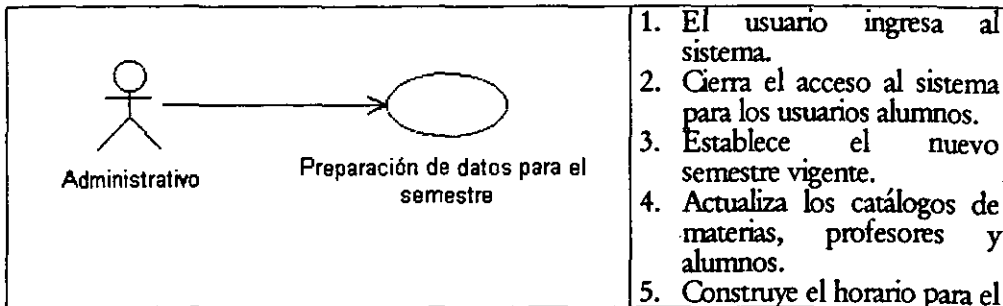 Administrativo
Preparación de datos para el
semestre
1. El usuario ingresa al
sistema.
2. Cierra el acceso al sistema
para los usuarios alumnos.
3. Establece el nuevo
semestre vigente.
4. Actualiza los catálogos de
materias, profesores y
alumnos.
5. Construye el horario para el